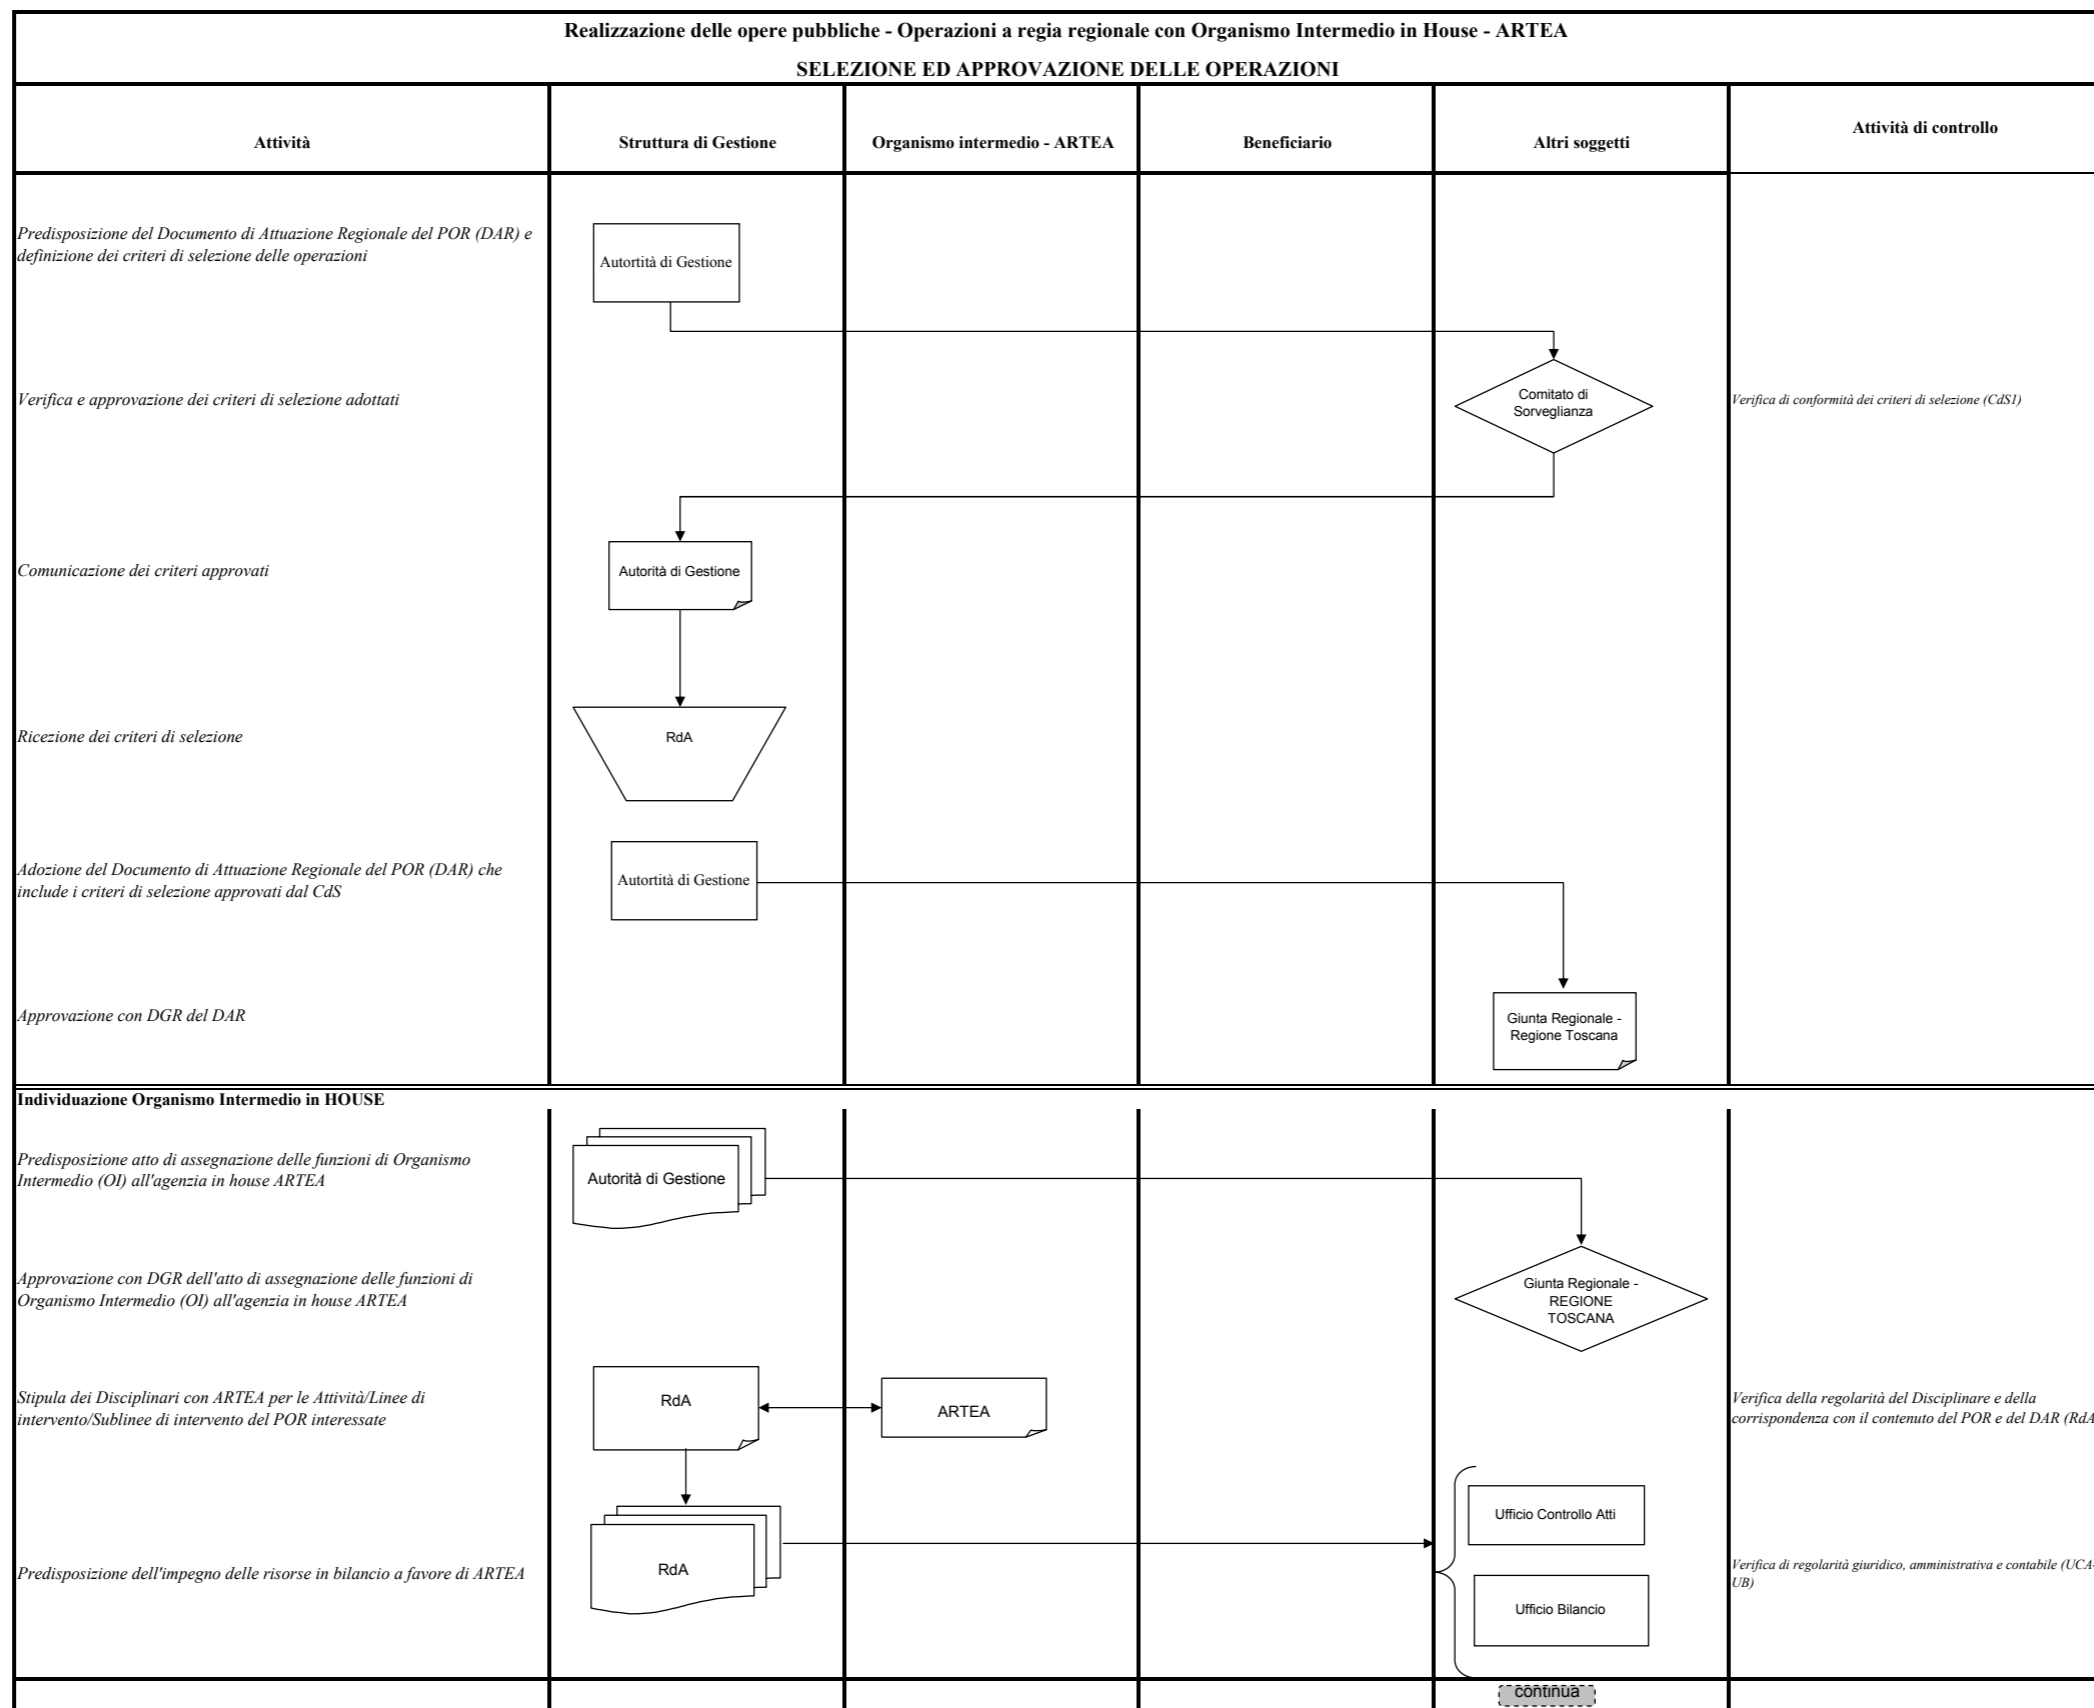 Realizzazione delle opere pubbliche - Operazioni a regia regionale con Organismo Intermedio in House - ARTEA
SELEZIONE ED APPROVAZIONE DELLE OPERAZIONI
Attività
Struttura di Gestione
Organismo intermedio - ARTEA
Beneficiario
Altri soggetti
Attività di controllo
Predisposizione del Documento di Attuazione Regionale del POR (DAR) e
definizione dei criteri di selezione delle operazioni
Autortità di Gestione
Verifica e approvazione dei criteri di selezione adottati
Comitato di
Sorveglianza
Verifica di conformità dei criteri di selezione (CdS1)
Comunicazione dei criteri approvati
Autorità di Gestione
Ricezione dei criteri di selezione
RdA
Adozione del Documento di Attuazione Regionale del POR (DAR) che
include i criteri di selezione approvati dal CdS
Autortità di Gestione
Approvazione con DGR del DAR
Giunta Regionale -
Regione Toscana
Individuazione Organismo Intermedio in HOUSE
Predisposizione atto di assegnazione delle funzioni di Organismo
Intermedio (OI) all'agenzia in house ARTEA
Autorità di Gestione
Approvazione con DGR dell'atto di assegnazione delle funzioni di
Organismo Intermedio (OI) all'agenzia in house ARTEA
Giunta Regionale -
REGIONE
TOSCANA
Stipula dei Disciplinari con ARTEA per le Attività/Linee di
intervento/Sublinee di intervento del POR interessate
RdA
ARTEA
Verifica della regolarità del Disciplinare e della
corrispondenza con il contenuto del POR e del DAR (RdA
Predisposizione dell'impegno delle risorse in bilancio a favore di ARTEA
RdA
Ufficio Controllo Atti
Ufficio Bilancio
Verifica di regolarità giuridico, amministrativa e contabile (UCA-
UB)
continua